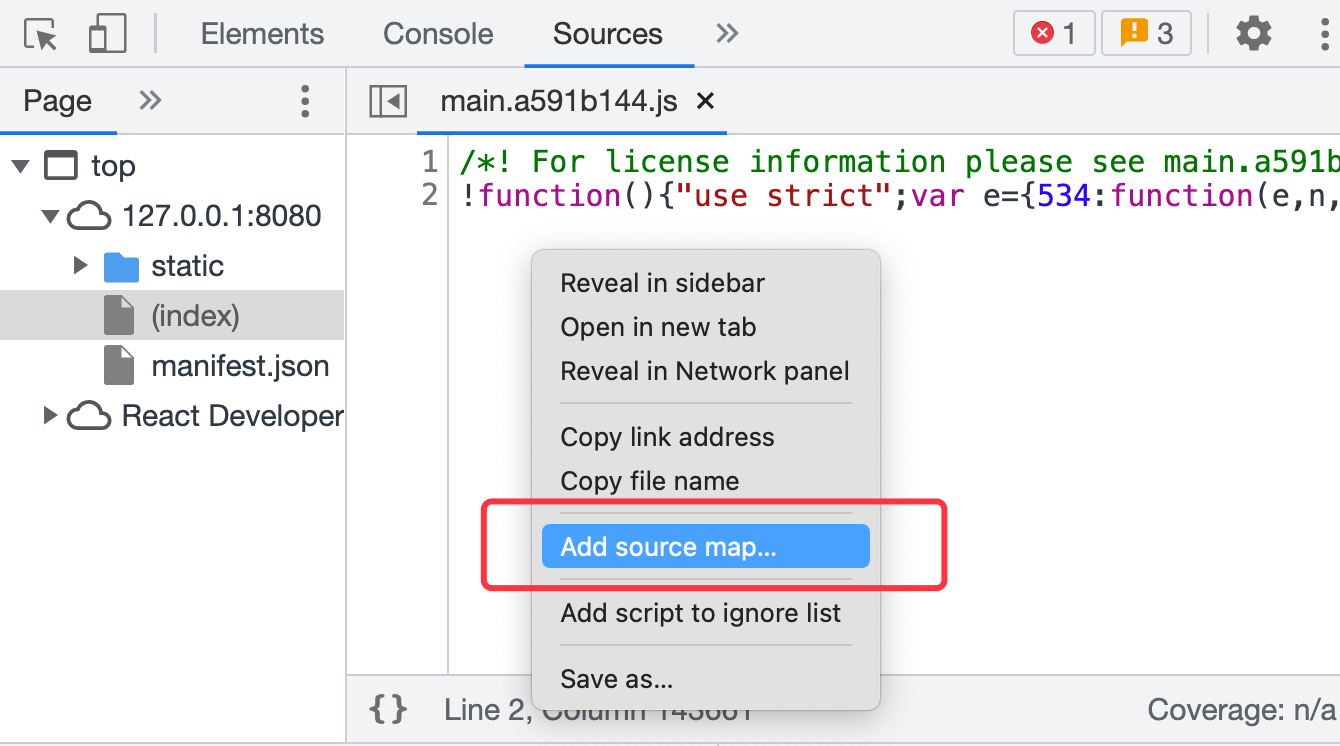 Elements Console Sources 1 3
Page
main.a591b144.js
top
127.0.0.1:8080
static
(index)
manifest.json
React Developer
1 /*! For license information please see main.a591b
2 !function(){"use strict";var e={534:function(e,n,
Reveal in sidebar
Open in new tab
Reveal in Network panel
Copy link address
Copy file name
Add source map...
Add script to ignore list
Save as...
{} Line 2, Column 143661
Coverage: n/a